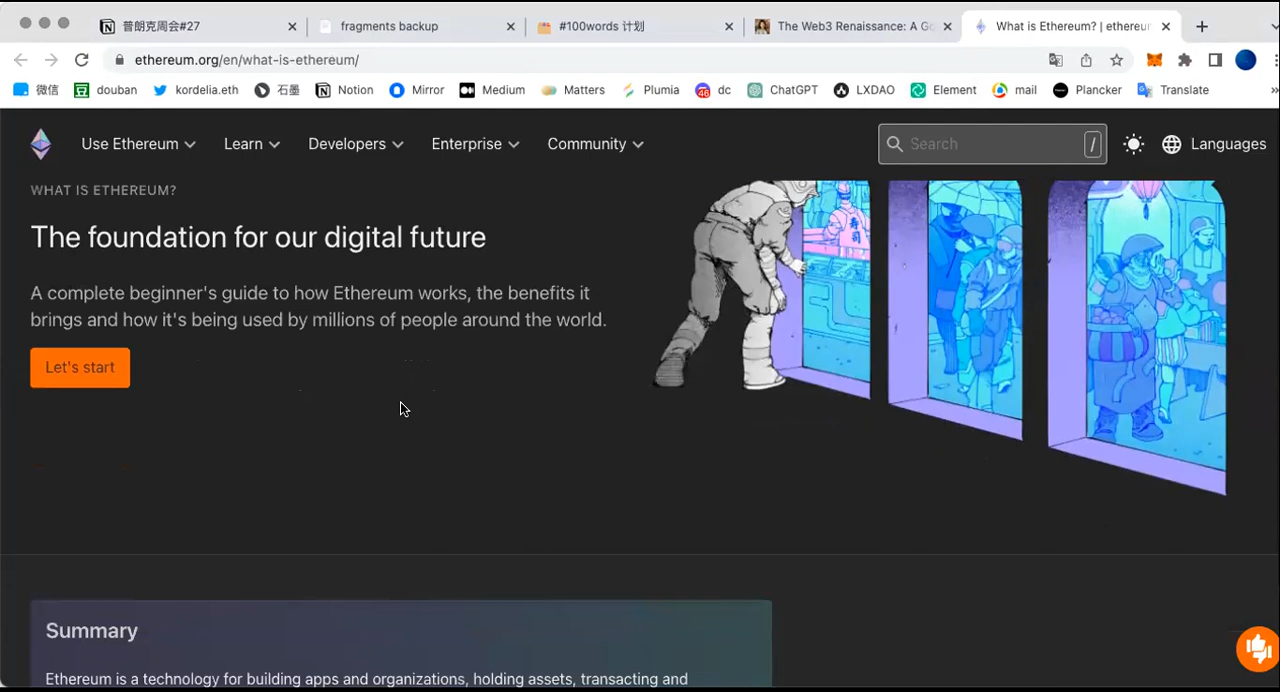 普朗克周会#27
fragments backup
#100words 计划
The Web3 Renaissance: A Go
What is Ethereum? | ethereum
ethereum.org/en/what-is-ethereum/
微信
douban
kordelia.eth
石墨
Notion
Mirror
Medium
Matters
Plumia
46
dc
ChatGPT
LXDAO
Element
mail
Plancker
Translate
»
Use Ethereum
Learn
Developers
Enterprise
Community
Search
/
Languages
WHAT IS ETHEREUM?
The foundation for our digital future
A complete beginner's guide to how Ethereum works, the benefits it
brings and how it's being used by millions of people around the world.
Let's start
寿司
Summary
Ethereum is a technology for building apps and organizations, holding assets, transacting and